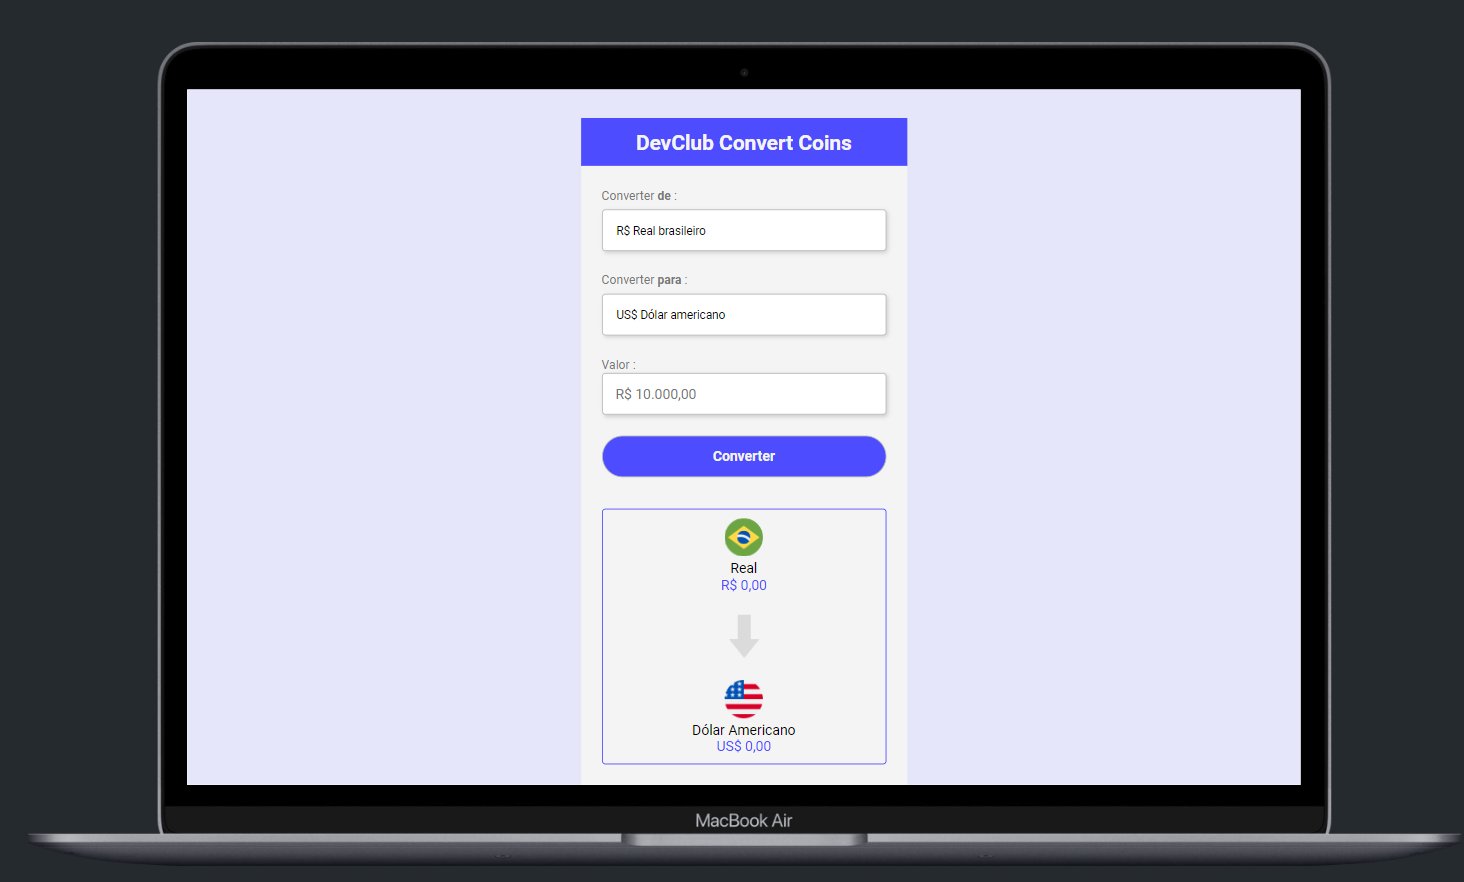 DevClub Convert Coins
Converter de :
R$ Real brasileiro
Converter para :
US$ Dólar americano
Valor :
R$ 10.000,00
Converter
Real
R$ 0,00
Dólar Americano
US$ 0,00
MacBook Air